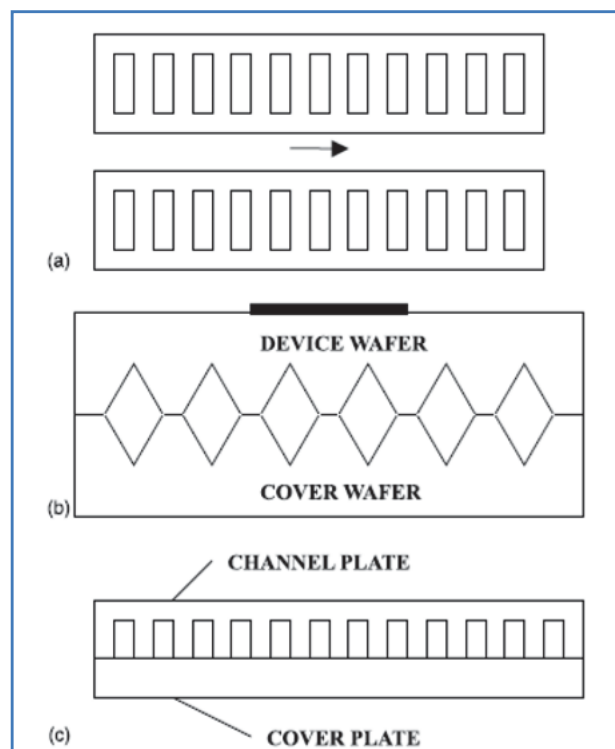 (a)
DEVICE WAFER
COVER WAFER
(b)
CHANNEL PLATE
(c)
COVER PLATE